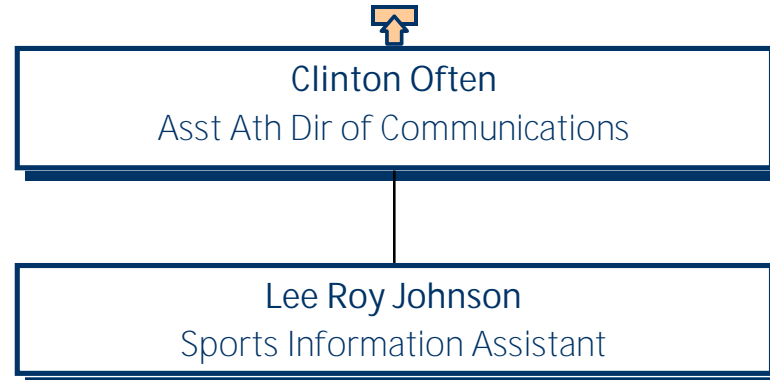 Clinton Often
Asst Ath Dir of Communications
Lee Roy Johnson
Sports Information Assistant